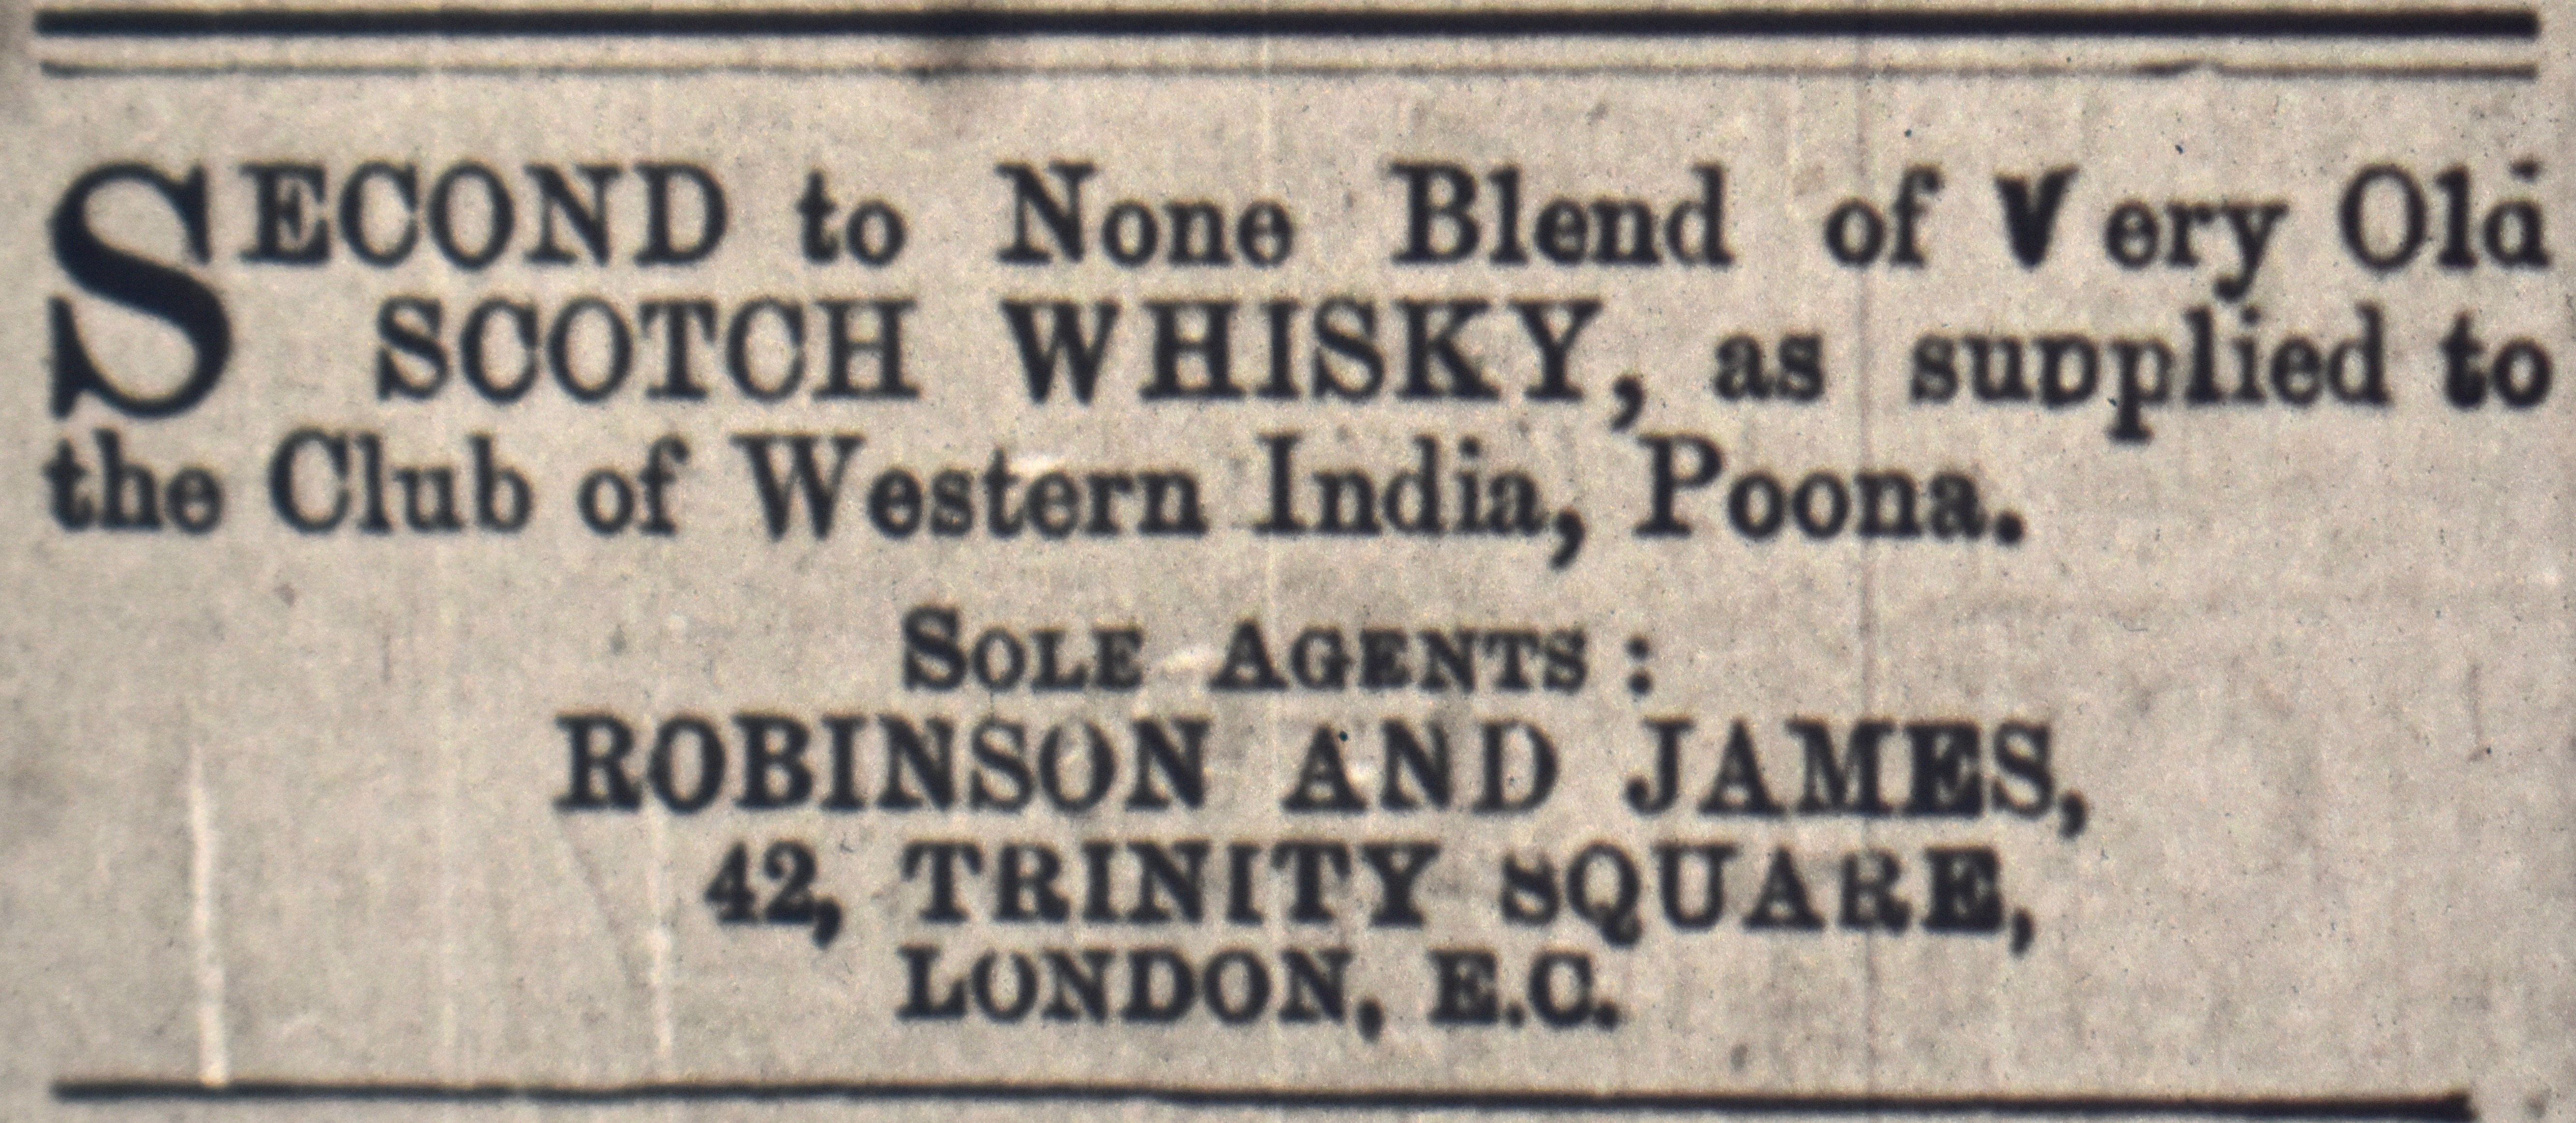 SECOND to None Blend of Very Old
SCOTCH WHISKY, as supplied to
the Club of Western India, Poona.
SOLE AGENTS :
ROBINSON AND JAMES,
42, TRINITY SQUARE,
LONDON, E.C.